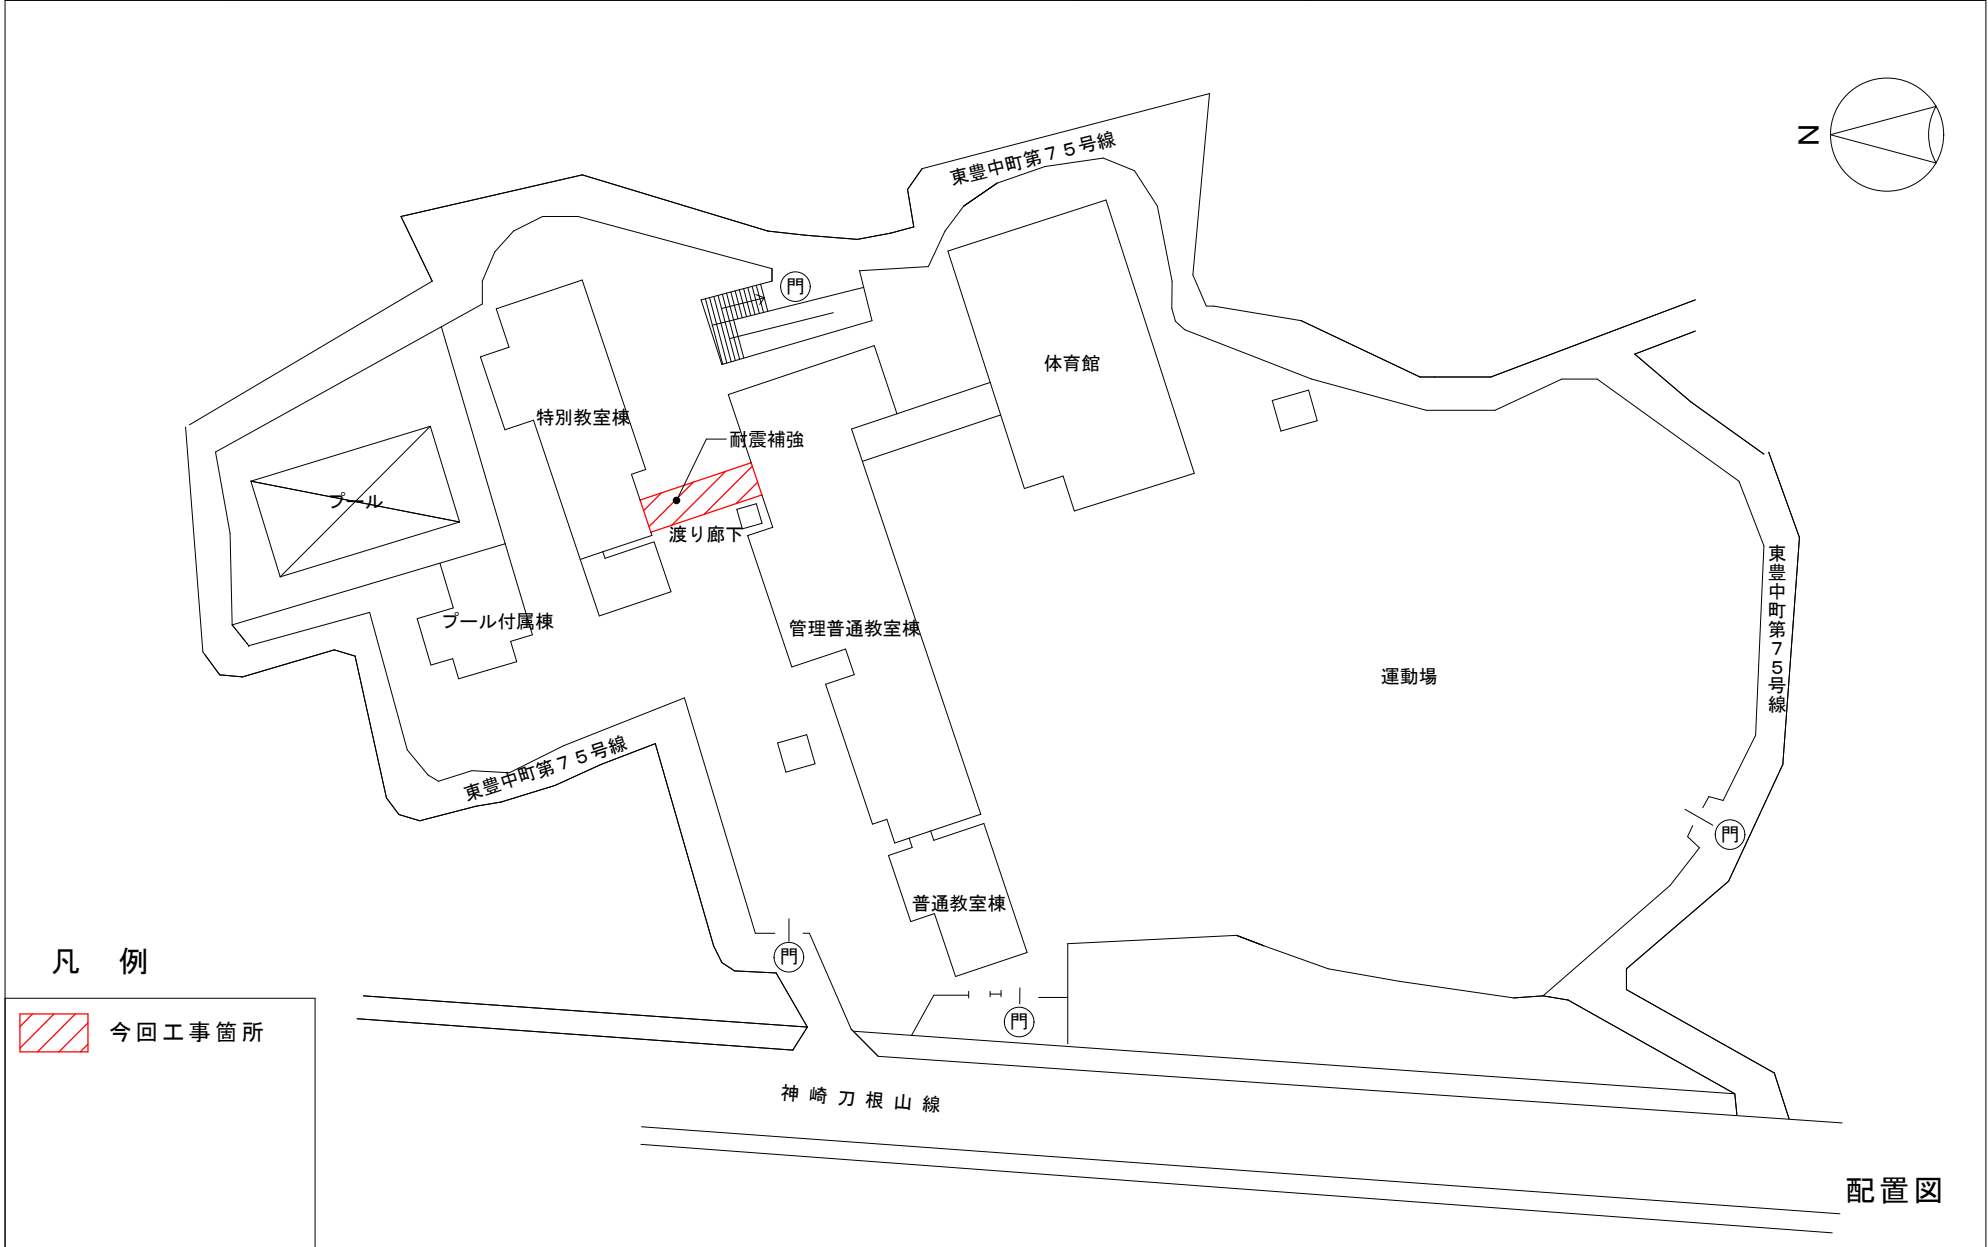 東豊中町第７５号線
N
門
体育館
特別教室棟
耐震補強
プール
渡り廊下
プール付属棟
管理普通教室棟
運動場
東豊中町第７５号線
東豊中町第７５号線
門
普通教室棟
門
門
凡 例
今回工事箇所
神崎刀根山線
配置図